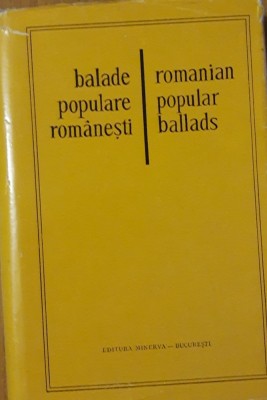 balade
populare
românești
romanian
popular
ballads
EDITURA MINERVA – BUCUREȘTI